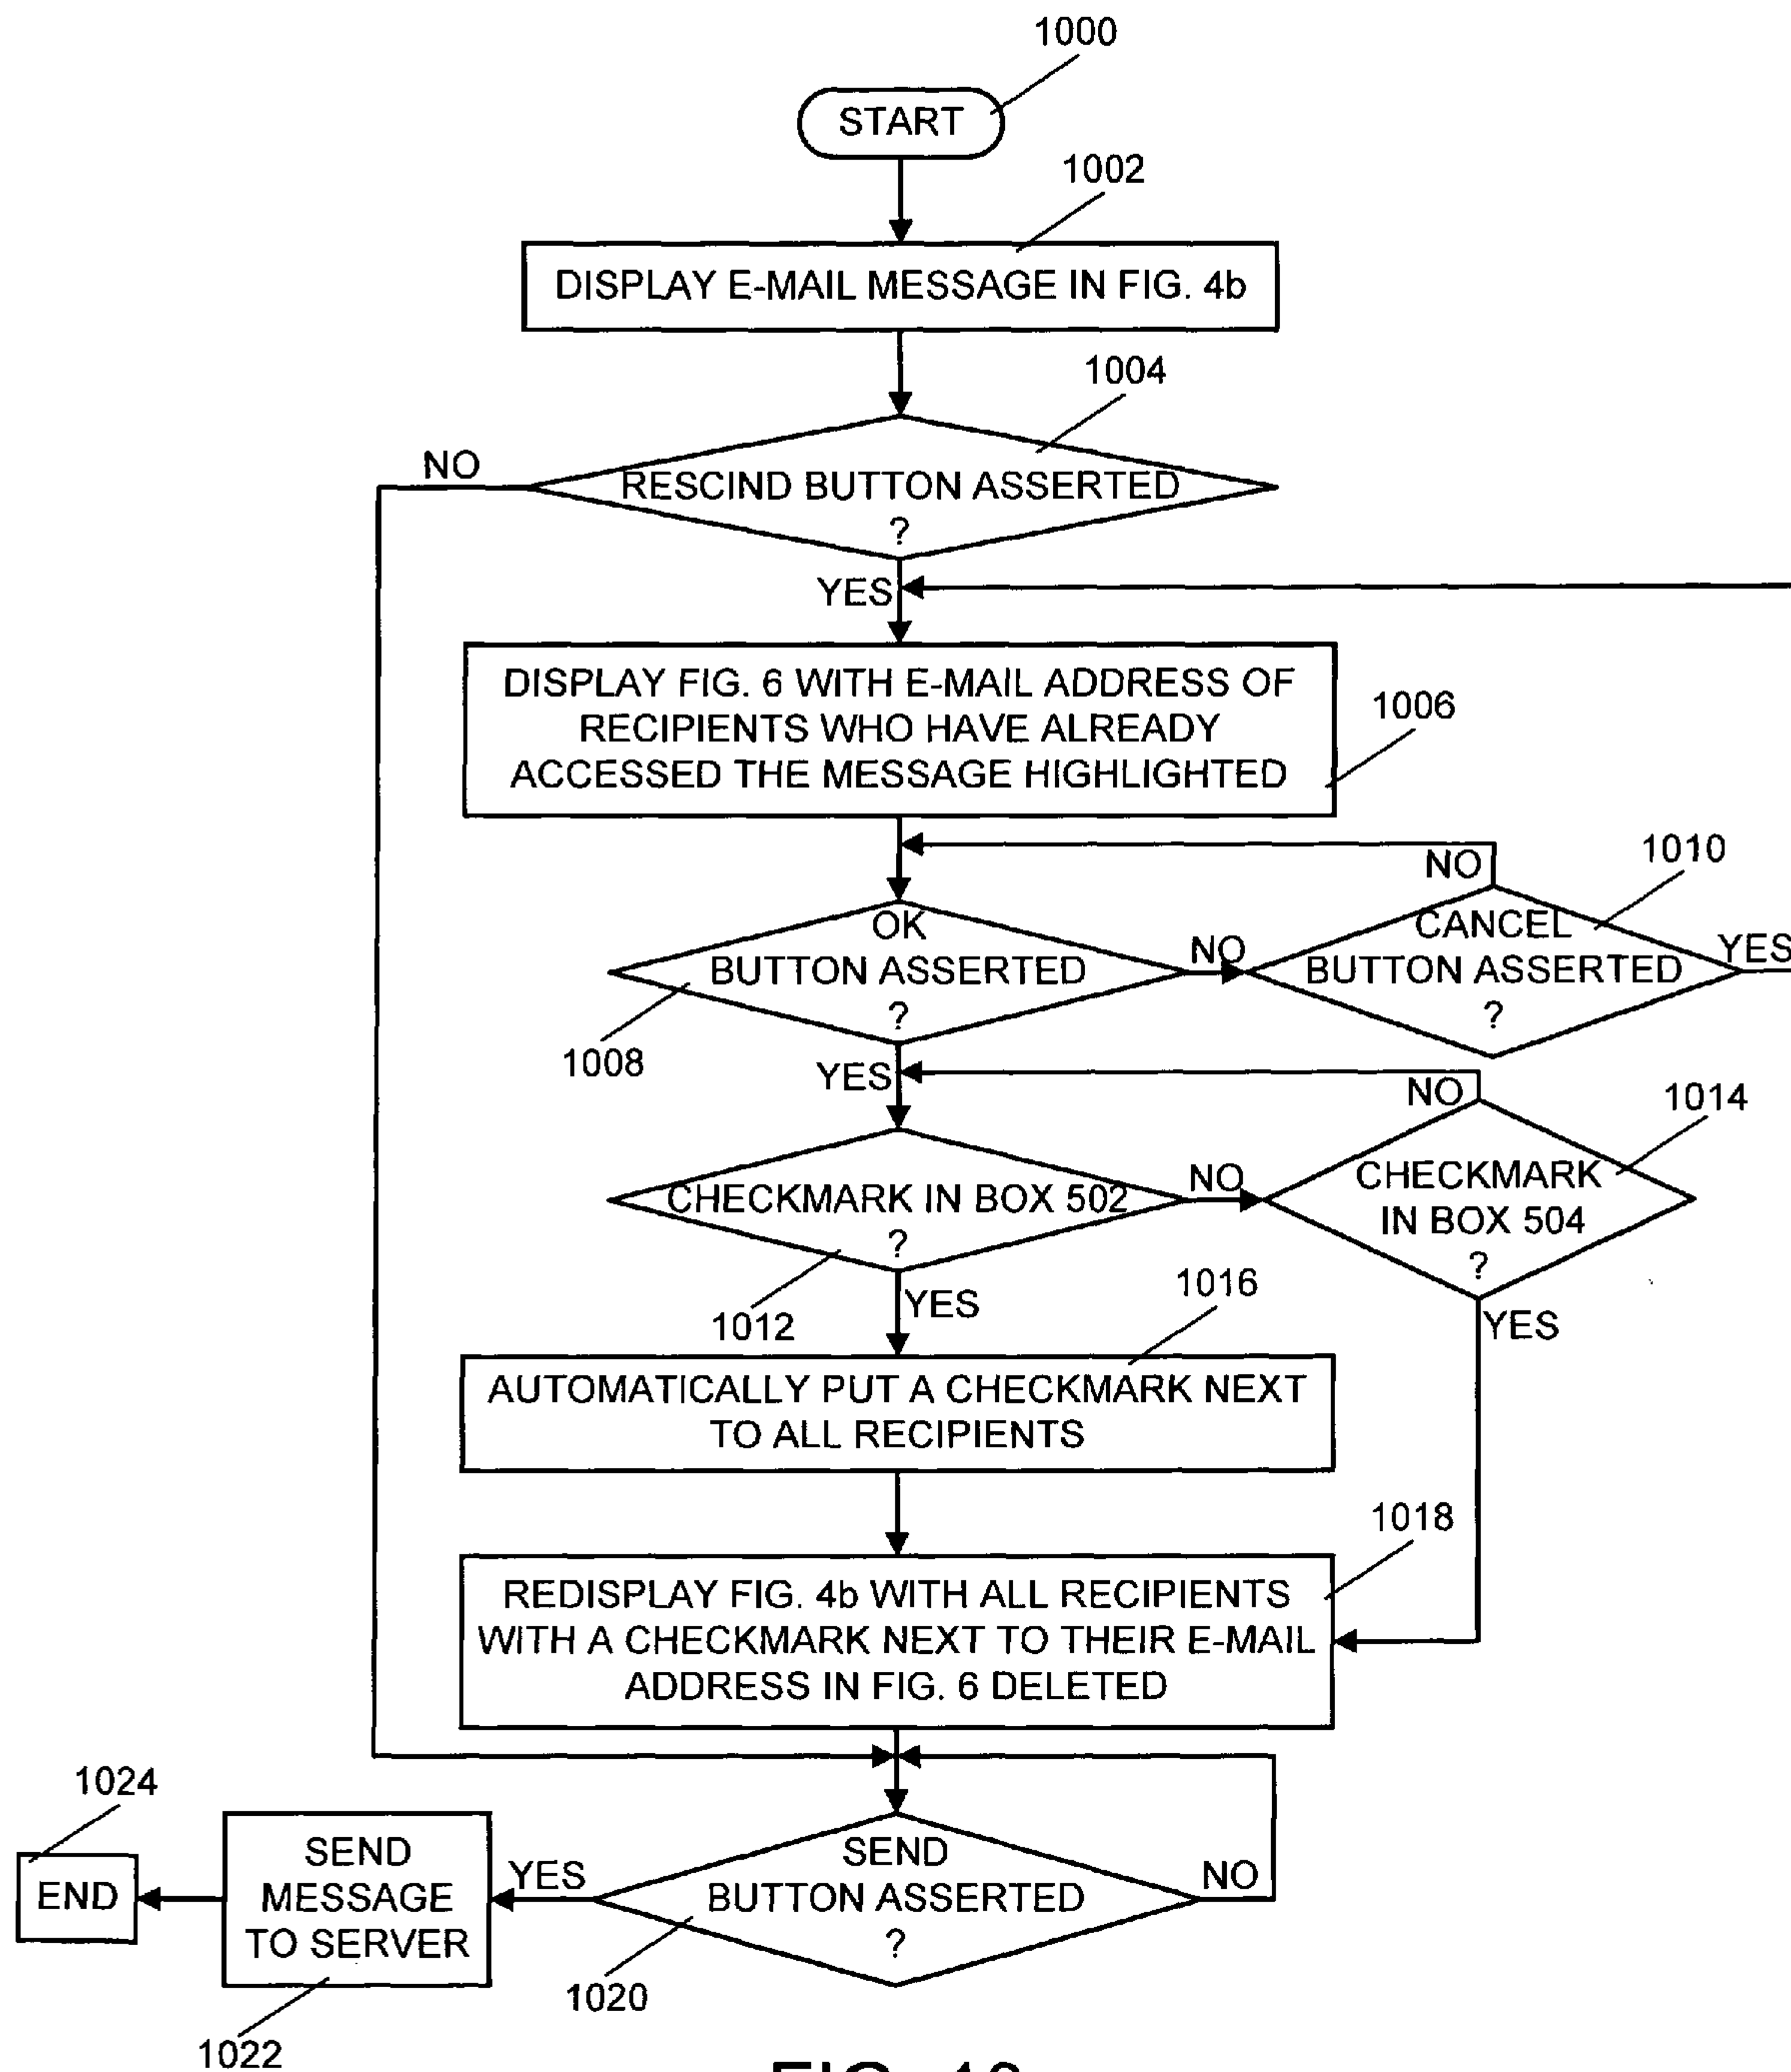 1000
START
1002
DISPLAY E-MAIL MESSAGE IN FIG. 4b
1004
NO
RESCIND BUTTON ASSERTED
?
YES
DISPLAY FIG. 6 WITH E-MAIL ADDRESS OF
RECIPIENTS WHO HAVE ALREADY
ACCESSED THE MESSAGE HIGHLIGHTED
1006
OK
BUTTON ASSERTED
?
1008
NO
NO
1010
CANCEL
BUTTON ASSERTED
?
YES
YES
CHECKMARK IN BOX 502
?
1012
NO
NO
1014
CHECKMARK
IN BOX 504
?
YES
YES
1016
AUTOMATICALLY PUT A CHECKMARK NEXT
TO ALL RECIPIENTS
1018
REDISPLAY FIG. 4b WITH ALL RECIPIENTS
WITH A CHECKMARK NEXT TO THEIR E-MAIL
ADDRESS IN FIG. 6 DELETED
SEND
BUTTON ASSERTED
?
1020
NO
YES
SEND
MESSAGE
TO SERVER
1022
1024
END
FIG.